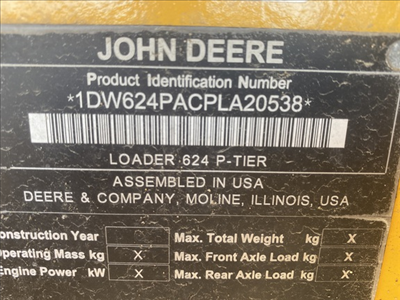 JOHN DEERE
Product Identification Number
*1DW624PACPLA20538*
LOADER 624 P-TIER
ASSEMBLED IN USA
DEERE & COMPANY, MOLINE, ILLINOIS, USA
onstruction Year Max. Total Weight kg X
Operating Mass kg X Max. Front Axle Load kg X
Engine Power kW X Max. Rear Axle Load kg X